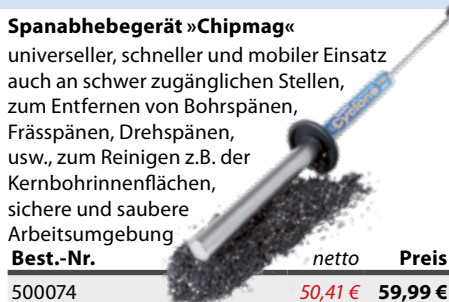 Spanabhebegerät »Chipmag«
universeller, schneller und mobiler Einsatz
auch an schwer zugänglichen Stellen,
zum Entfernen von Bohrspänen,
Frässpänen, Drehspänen,
usw., zum Reinigen z.B. der
Kernbohrinnenflächen,
sichere und saubere
Arbeitsumgebung
Cyclone
Best.-Nr. netto Preis
500074 50,41 € 59,99 €